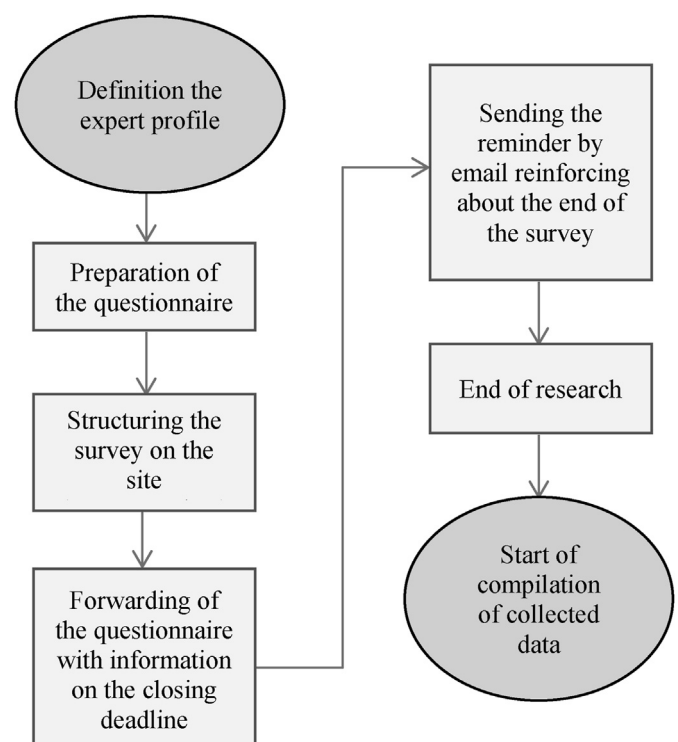 Definition the
expert profile
Preparation of
the questionnaire
Structuring the
survey on the
site
Forwarding of
the questionnaire
with information
on the closing
deadline
Sending the
reminder by
email reinforcing
about the end of
the survey
End of research
Start of
compilation
of collected
data